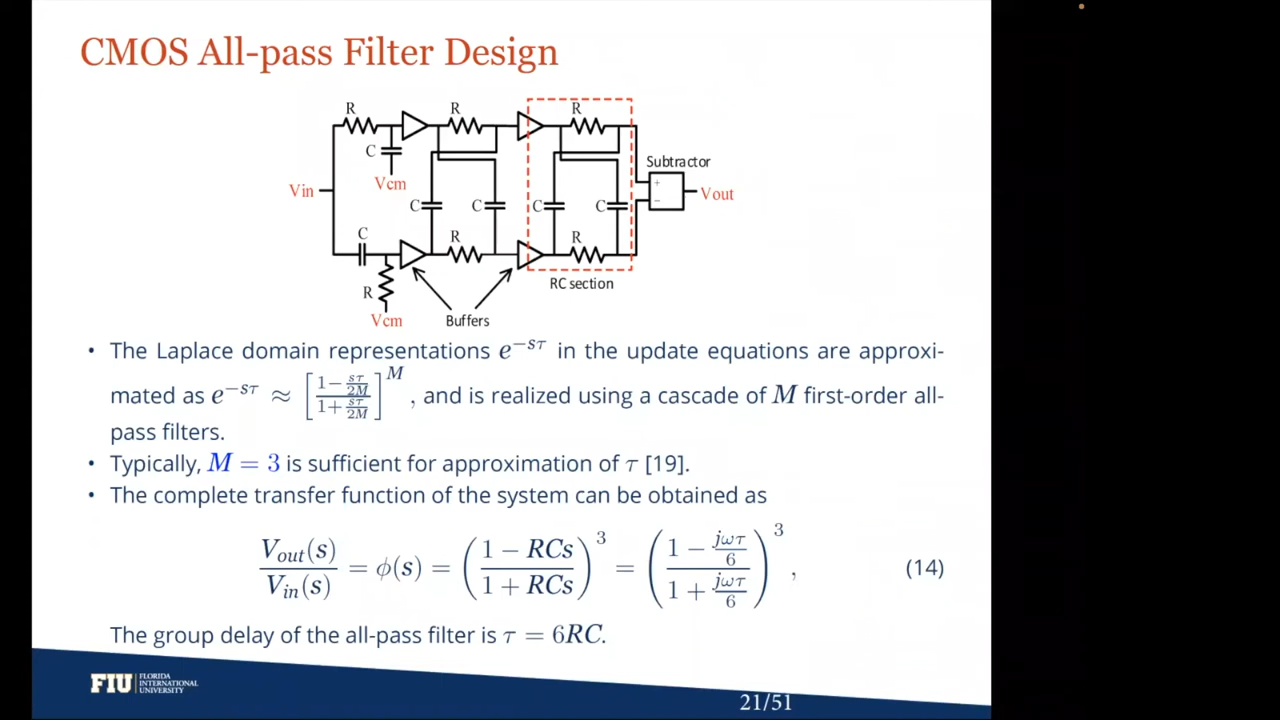 CMOS All-pass Filter Design
R R R
C
Vcm
Subtractor
Vin
+
−
Vout
C C C C
C
R R
R
RC section
Vcm
Buffers
• The Laplace domain representations e^{−sτ} in the update equations are approxi-
mated as e^{−sτ} ≈ [(1 − sτ/2M)/(1 + sτ/2M)]^M, and is realized using a cascade of M first-order all-
pass filters.
• Typically, M = 3 is sufficient for approximation of τ [19].
• The complete transfer function of the system can be obtained as
V_out(s)/V_in(s) = ϕ(s) = ((1 − RCs)/(1 + RCs))^3 = ((1 − jωτ/6)/(1 + jωτ/6))^3, (14)
The group delay of the all-pass filter is τ = 6RC.
FIU FLORIDA
INTERNATIONAL
UNIVERSITY
21/51